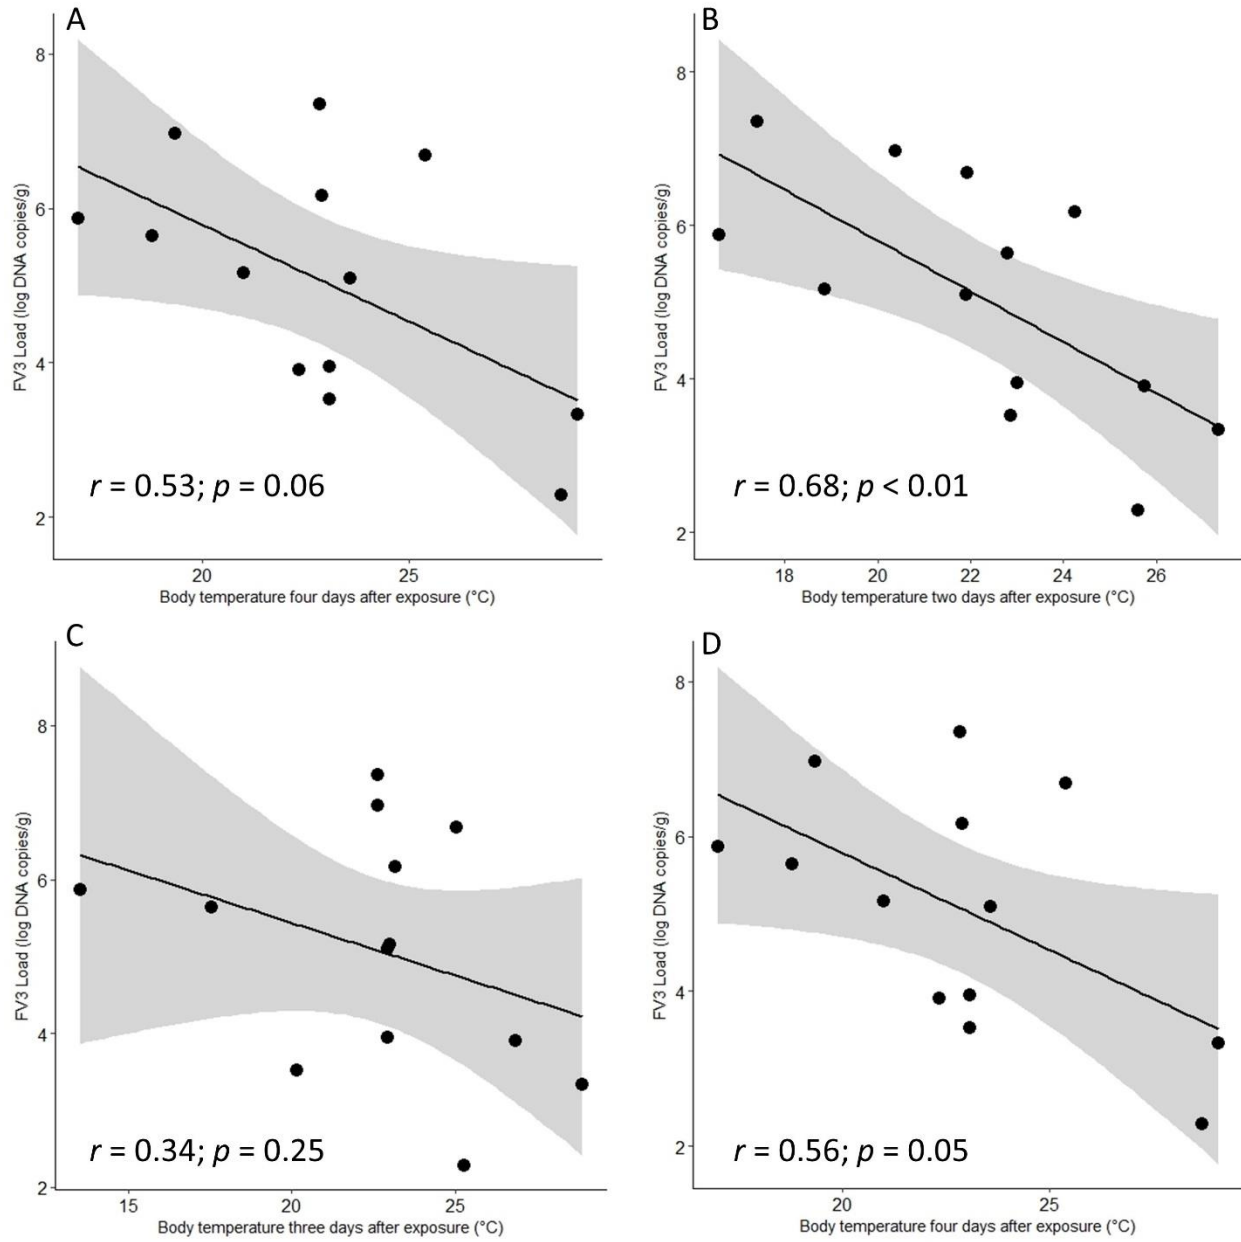 A
FV3 Load (log DNA copies/g)
8
6
4
2
r = 0.53; p = 0.06
20 25
Body temperature four days after exposure (°C)
B
FV3 Load (log DNA copies/g)
8
6
4
2
r = 0.68; p < 0.01
18 20 22 24 26
Body temperature two days after exposure (°C)
C
FV3 Load (log DNA copies/g)
8
6
4
2
r = 0.34; p = 0.25
15 20 25
Body temperature three days after exposure (°C)
D
FV3 Load (log DNA copies/g)
8
6
4
2
r = 0.56; p = 0.05
20 25
Body temperature four days after exposure (°C)